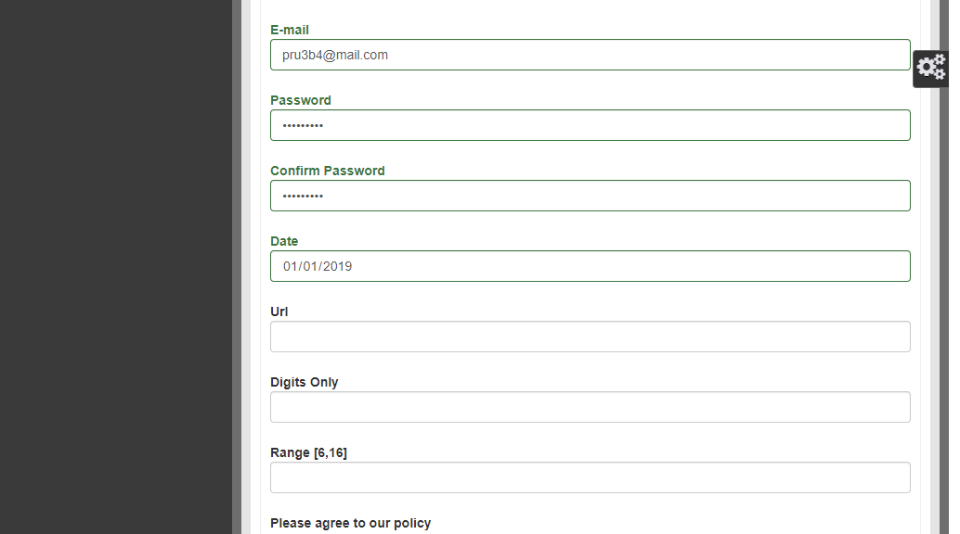 E-mail
pru3b4@mail.com
Password
•••••••••
Confirm Password
•••••••••
Date
01/01/2019
Url
Digits Only
Range [6,16]
Please agree to our policy